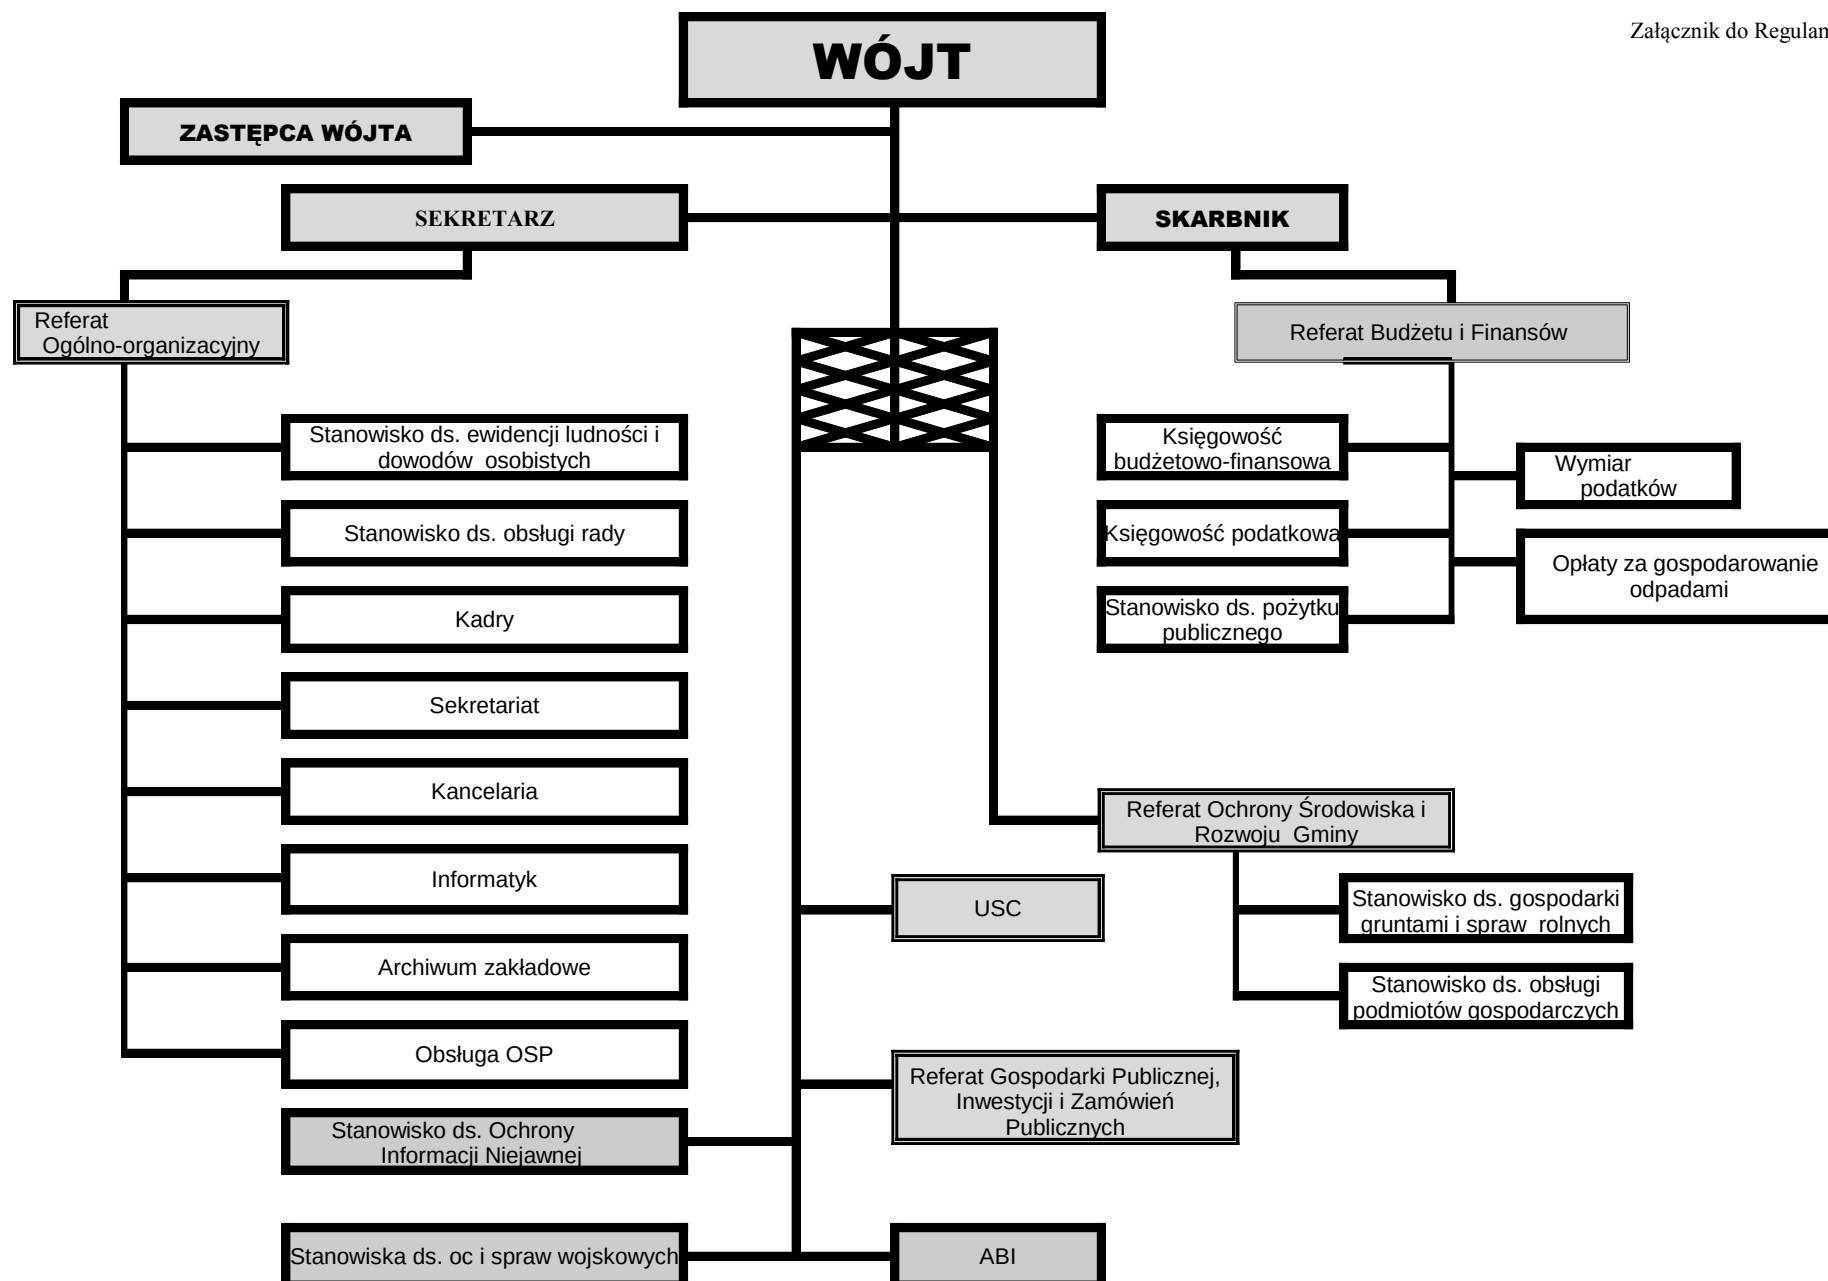 Załącznik do Regulam
WÓJT
ZASTĘPCA WÓJTA
SEKRETARZ
SKARBNIK
Referat
Ogólno-organizacyjny
Referat Budżetu i Finansów
Stanowisko ds. ewidencji ludności i
dowodów osobistych
Księgowość
budżetowo-finansowa
Wymiar
podatków
Stanowisko ds. obsługi rady
Księgowość podatkowa
Opłaty za gospodarowanie
odpadami
Kadry
Stanowisko ds. pożytku
publicznego
Sekretariat
Kancelaria
Referat Ochrony Środowiska i
Rozwoju Gminy
Informatyk
USC
Stanowisko ds. gospodarki
gruntami i spraw rolnych
Archiwum zakładowe
Stanowisko ds. obsługi
podmiotów gospodarczych
Obsługa OSP
Referat Gospodarki Publicznej,
Inwestycji i Zamówień
Publicznych
Stanowisko ds. Ochrony
Informacji Niejawnej
Stanowiska ds. oc i spraw wojskowych
ABI